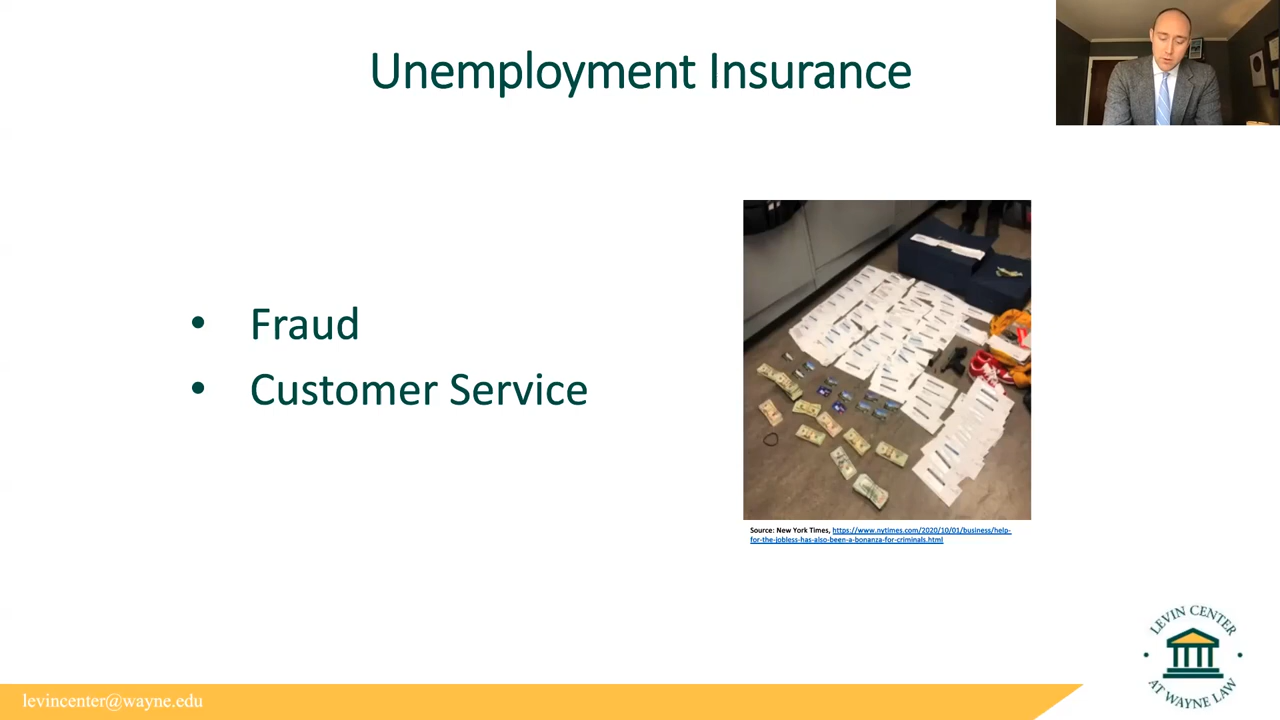 Unemployment Insurance
• Fraud
• Customer Service
Source: New York Times, https://www.nytimes.com/2020/10/01/business/help-
for-the-jobless-has-also-been-a-bonanza-for-criminals.html
LEVIN CENTER
AT WAYNE LAW
levincenter@wayne.edu